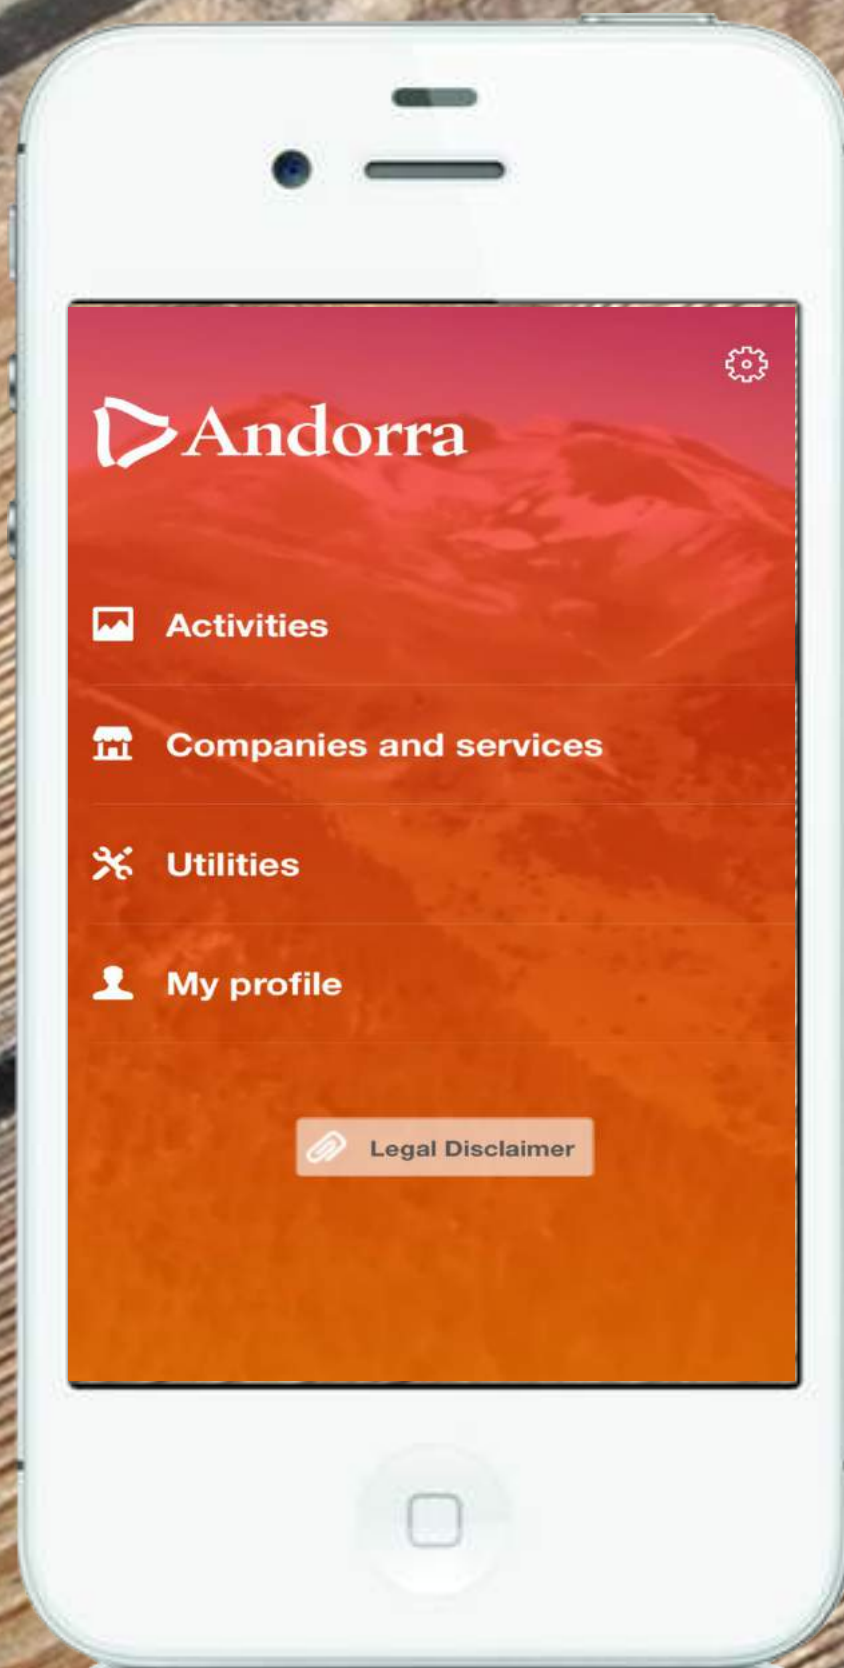 Andorra
Activities
Companies and services
Utilities
My profile
Legal Disclaimer